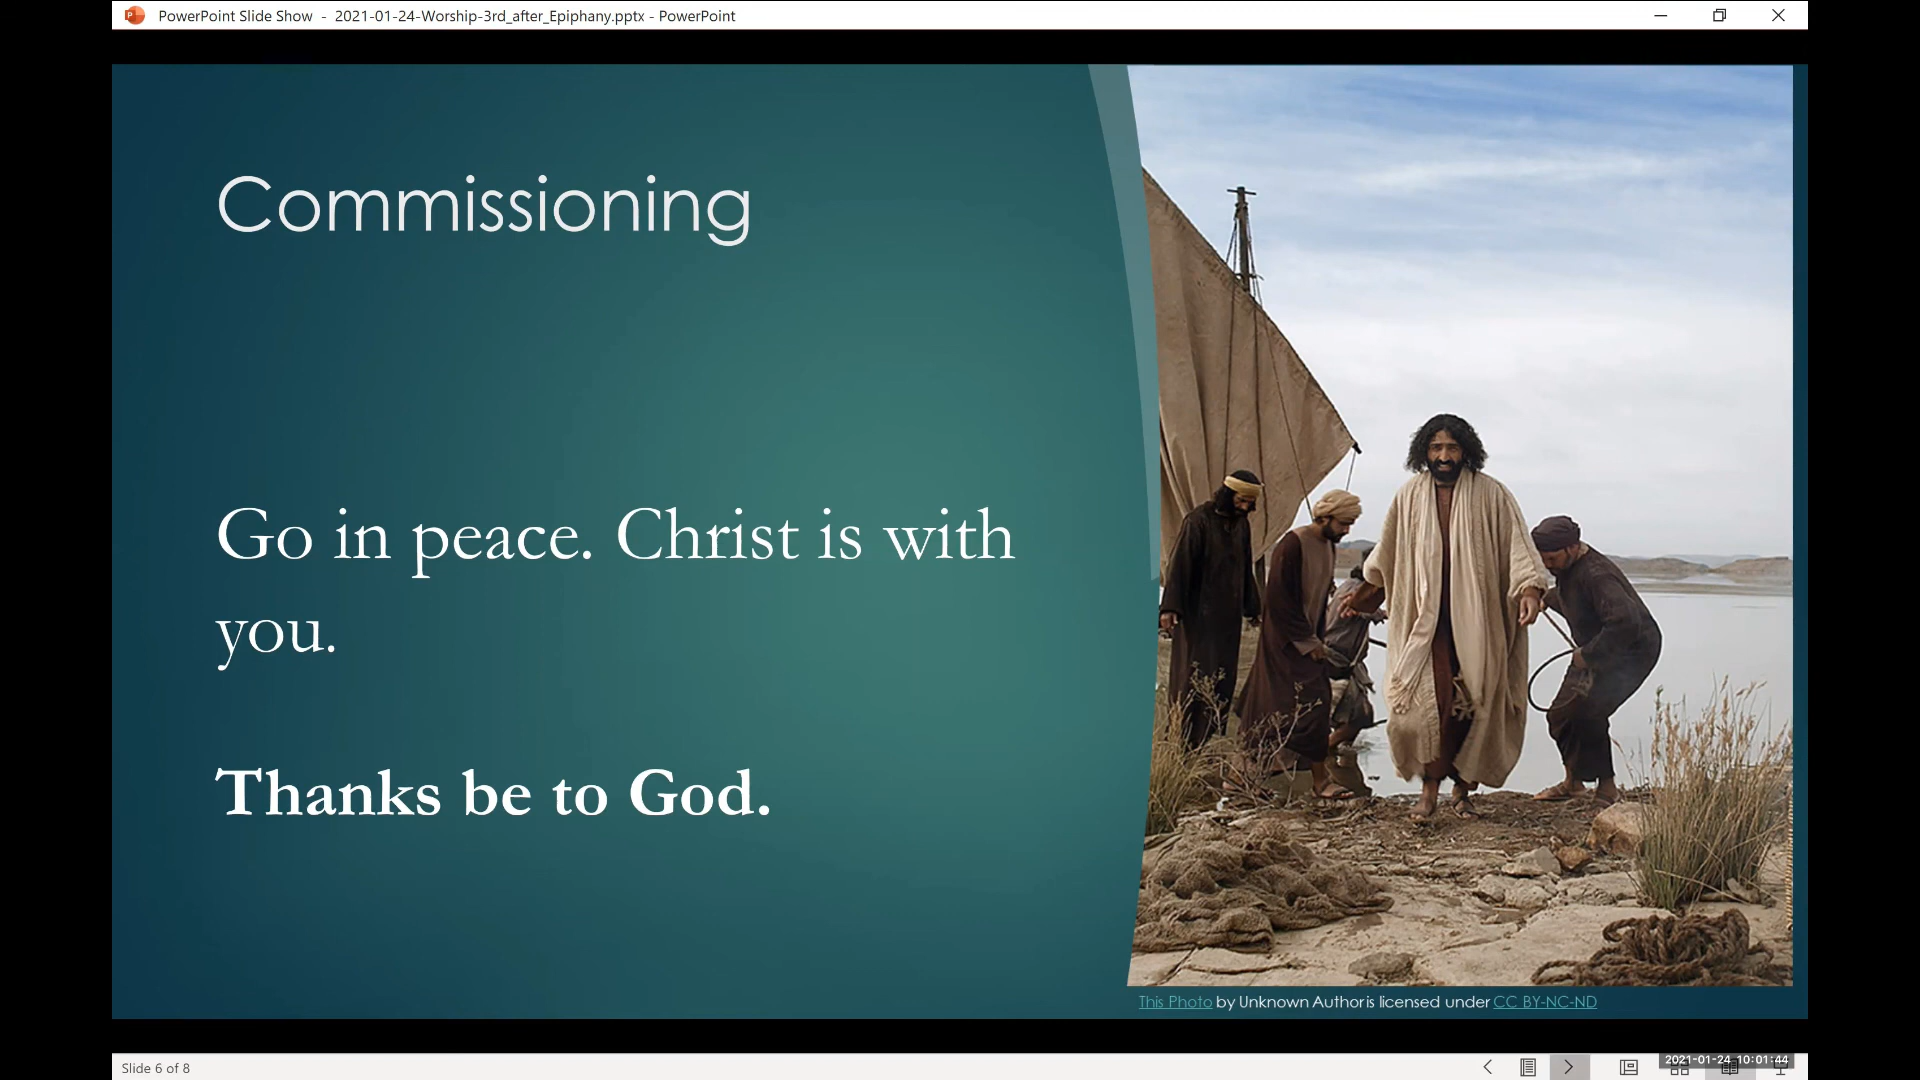 PowerPoint Slide Show - 2021-01-24-Worship-3rd_after_Epiphany.pptx - PowerPoint
Commissioning
Go in peace. Christ is with
you.
Thanks be to God.
This Photo by Unknown Author is licensed under CC BY-NC-ND
Slide 6 of 8
2021-01-24 10:01:44